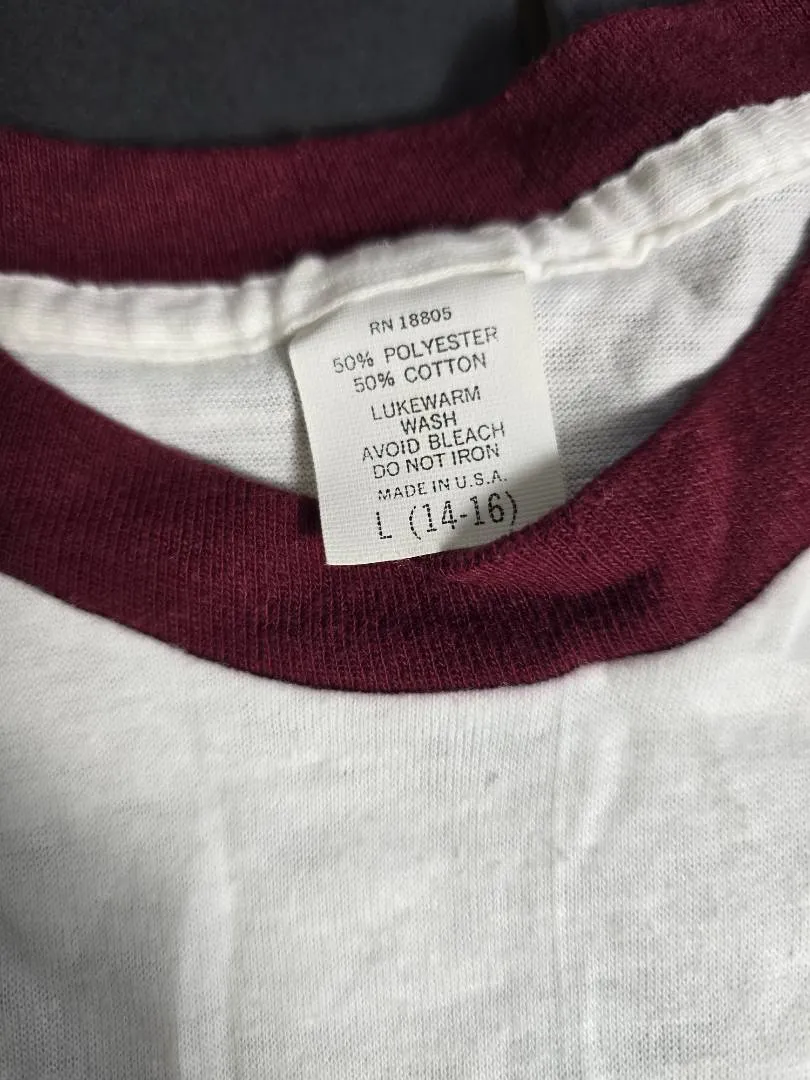 RN 18805
50% POLYESTER
50% COTTON
LUKEWARM
WASH
AVOID BLEACH
DO NOT IRON
MADE IN U.S.A.
L (14-16)